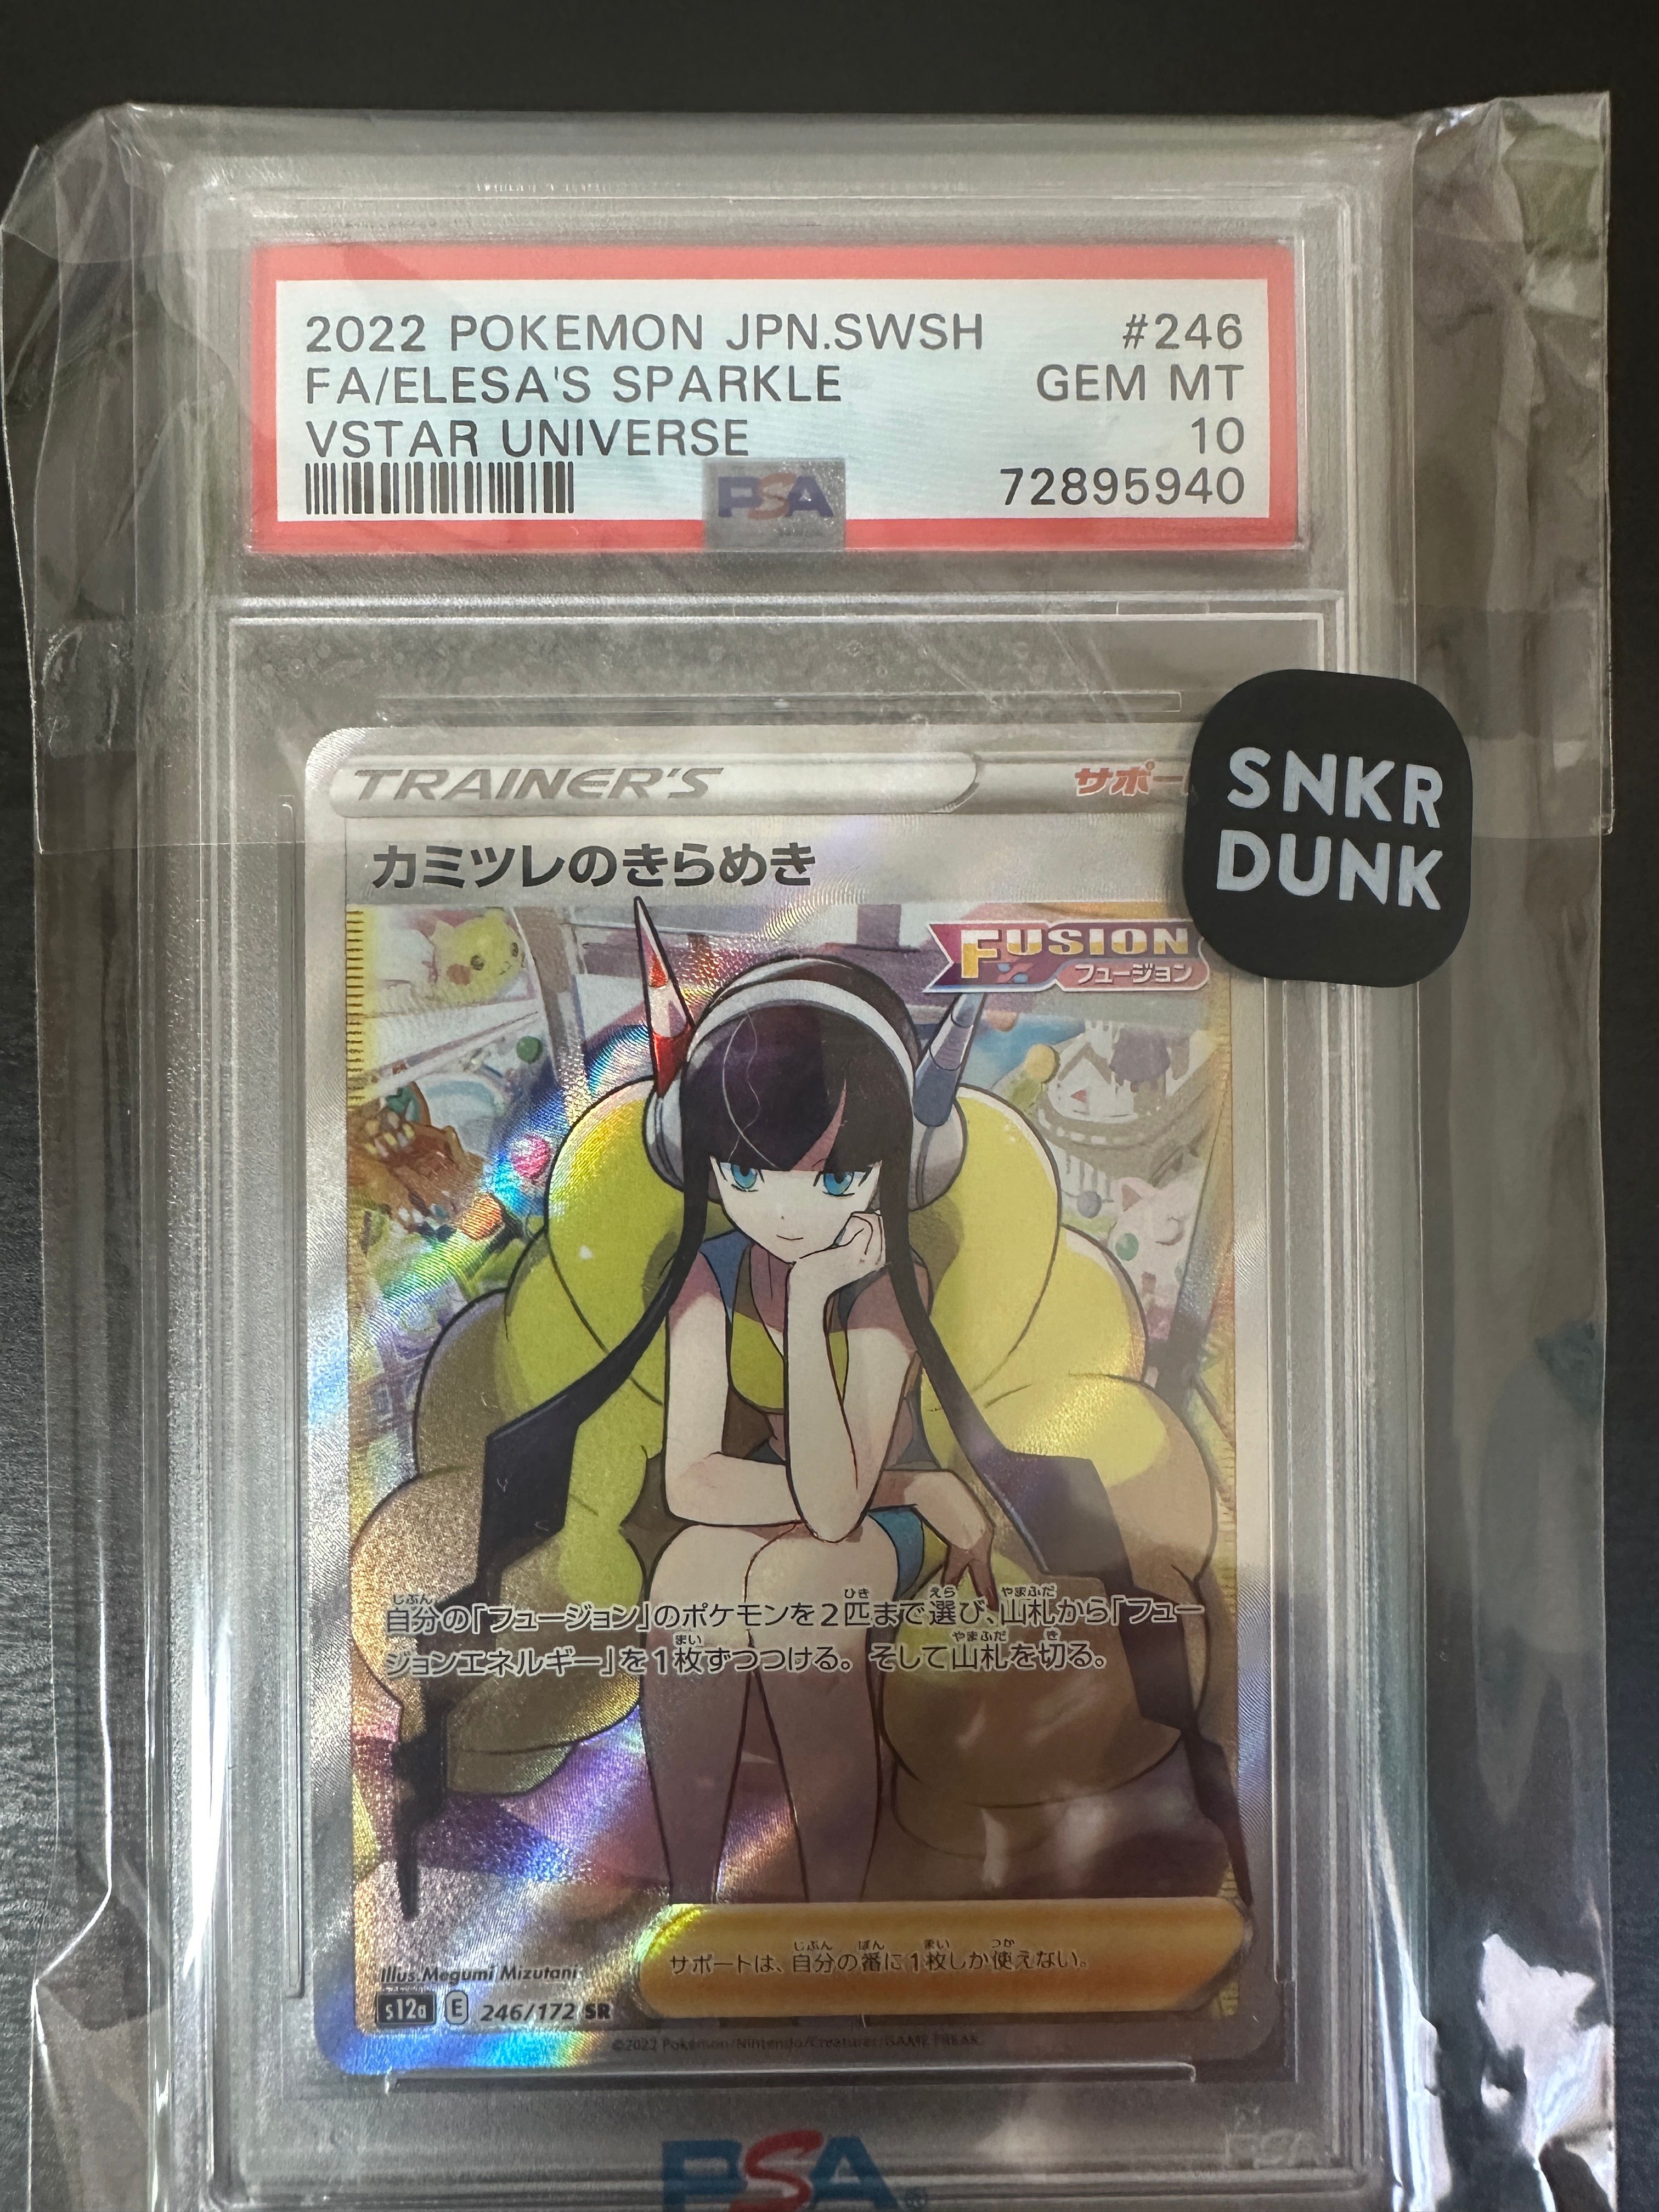 2022 POKEMON JPN.SWSH #246
FA/ELESA'S SPARKLE GEM MT
VSTAR UNIVERSE 10
PSA 72895940
TRAINER'S サポー
SNKR
DUNK
カミツレのきらめき
FUSION
フュージョン
自分の「フュージョン」のポケモンを2匹まで選び、山札から「フュー
ジョンエネルギー」を1枚ずつつける。そして山札を切る。
サポートは、自分の番に1枚しか使えない。
Illus. Megumi Mizutani
s12a E 246/172 SR
©2022 Pokémon/Nintendo/Creatures/GAME FREAK.
PSA